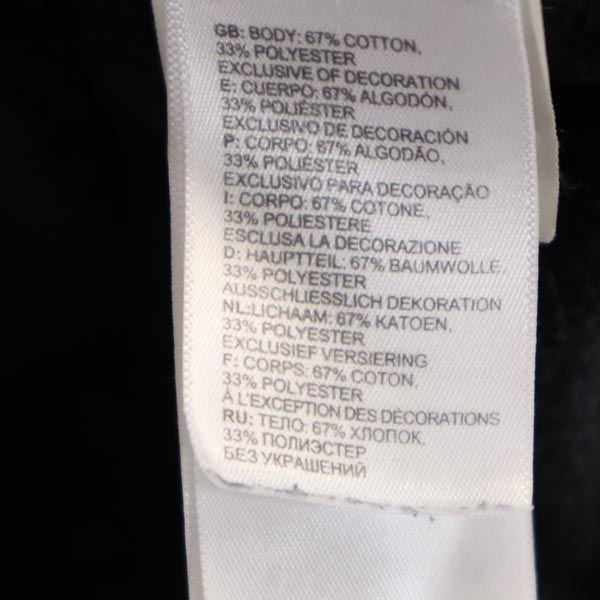 GB: BODY: 67% COTTON,
33% POLYESTER
EXCLUSIVE OF DECORATION
E: CUERPO: 67% ALGODÓN,
33% POLIÉSTER
EXCLUSIVO DE DECORACIÓN
P: CORPO: 67% ALGODÃO,
33% POLIÉSTER
EXCLUSIVO PARA DECORAÇÃO
I: CORPO: 67% COTONE,
33% POLIESTERE
ESCLUSA LA DECORAZIONE
D: HAUPTTEIL: 67% BAUMWOLLE,
33% POLYESTER
AUSSCHLIESSLICH DEKORATION
NL:LICHAAM: 67% KATOEN,
33% POLYESTER
EXCLUSIEF VERSIERING
F: CORPS: 67% COTON,
33% POLYESTER
À L'EXCEPTION DES DÉCORATIONS
RU: ТЕЛО: 67% ХЛОПОК,
33% ПОЛИЭСТЕР
БЕЗ УКРАШЕНИЙ